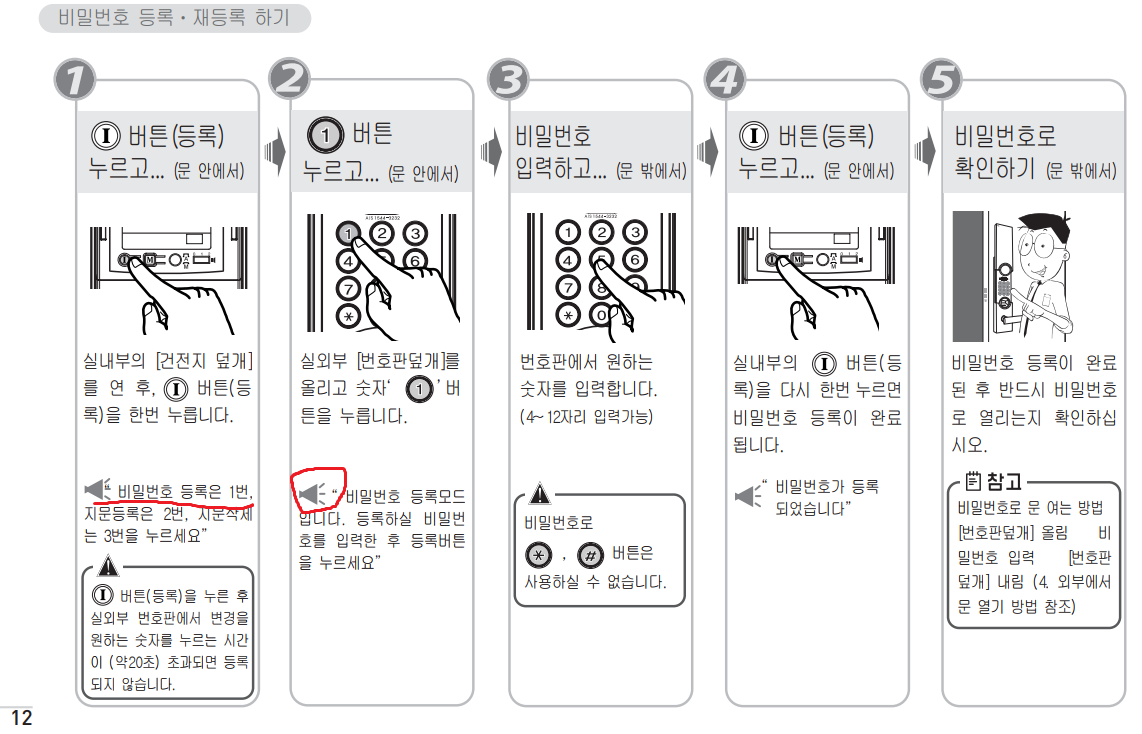 비밀번호 등록 • 재등록 하기
1
I 버튼(등록)
누르고... (문 안에서)
I M
실내부의 [건전지 덮개]
를 연 후, I 버튼(등
록)을 한번 누릅니다.
"비밀번호 등록은 1번,
지문등록은 2번, 지문삭제
는 3번을 누르세요"
I 버튼(등록)을 누른 후
실외부 번호판에서 변경을
원하는 숫자를 누르는 시간
이 (약20초) 초과되면 등록
되지 않습니다.
2
1 버튼
누르고... (문 안에서)
A/S 1544-3232
1 2 3
4 6
7
*
실외부 [번호판덮개]를
올리고 숫자‘ 1 ’버
튼을 누릅니다.
“ 비밀번호 등록모드
입니다. 등록하실 비밀번
호를 입력한 후 등록버튼
을 누르세요”
3
비밀번호
입력하고... (문 밖에서)
A/S 1544-3232
1 2 3
4 5 6
7 8 9
* 0
번호판에서 원하는
숫자를 입력합니다.
(4~12자리 입력가능)
비밀번호로
* , # 버튼은
사용하실 수 없습니다.
4
I 버튼(등록)
누르고... (문 안에서)
I M
실내부의 I 버튼(등
록)을 다시 한번 누르면
비밀번호 등록이 완료
됩니다.
“ 비밀번호가 등록
되었습니다”
5
비밀번호로
확인하기 (문 밖에서)
비밀번호 등록이 완료
된 후 반드시 비밀번호
로 열리는지 확인하십
시오.
참고
비밀번호로 문 여는 방법
[번호판덮개] 올림 비
밀번호 입력 [번호판
덮개] 내림 (4. 외부에서
문 열기 방법 참조)
12